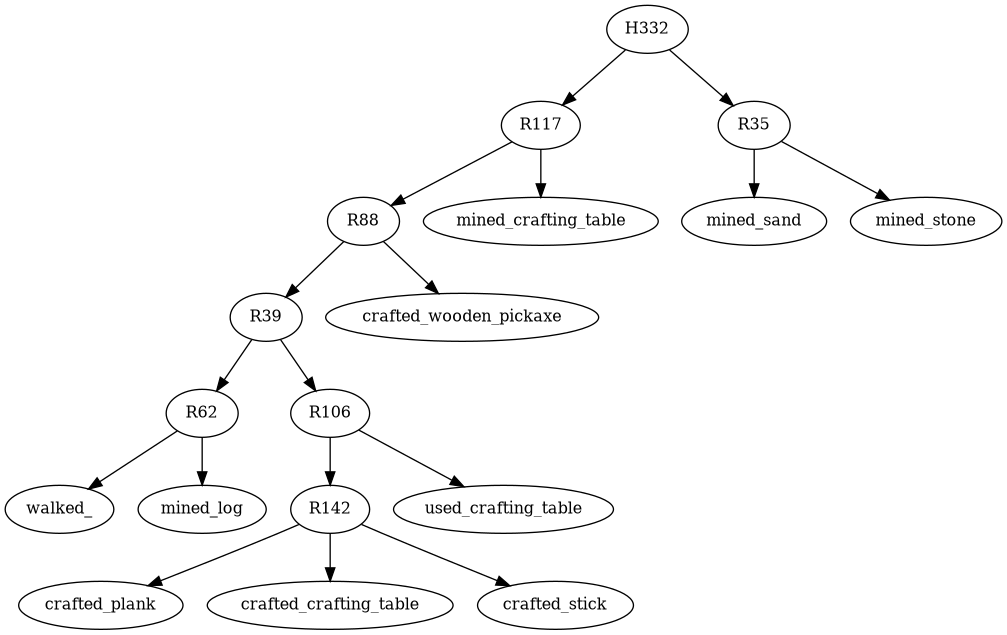 H332
R117
R35
R88
mined_crafting_table
mined_sand
mined_stone
R39
crafted_wooden_pickaxe
R62
R106
walked_
mined_log
R142
used_crafting_table
crafted_plank
crafted_crafting_table
crafted_stick